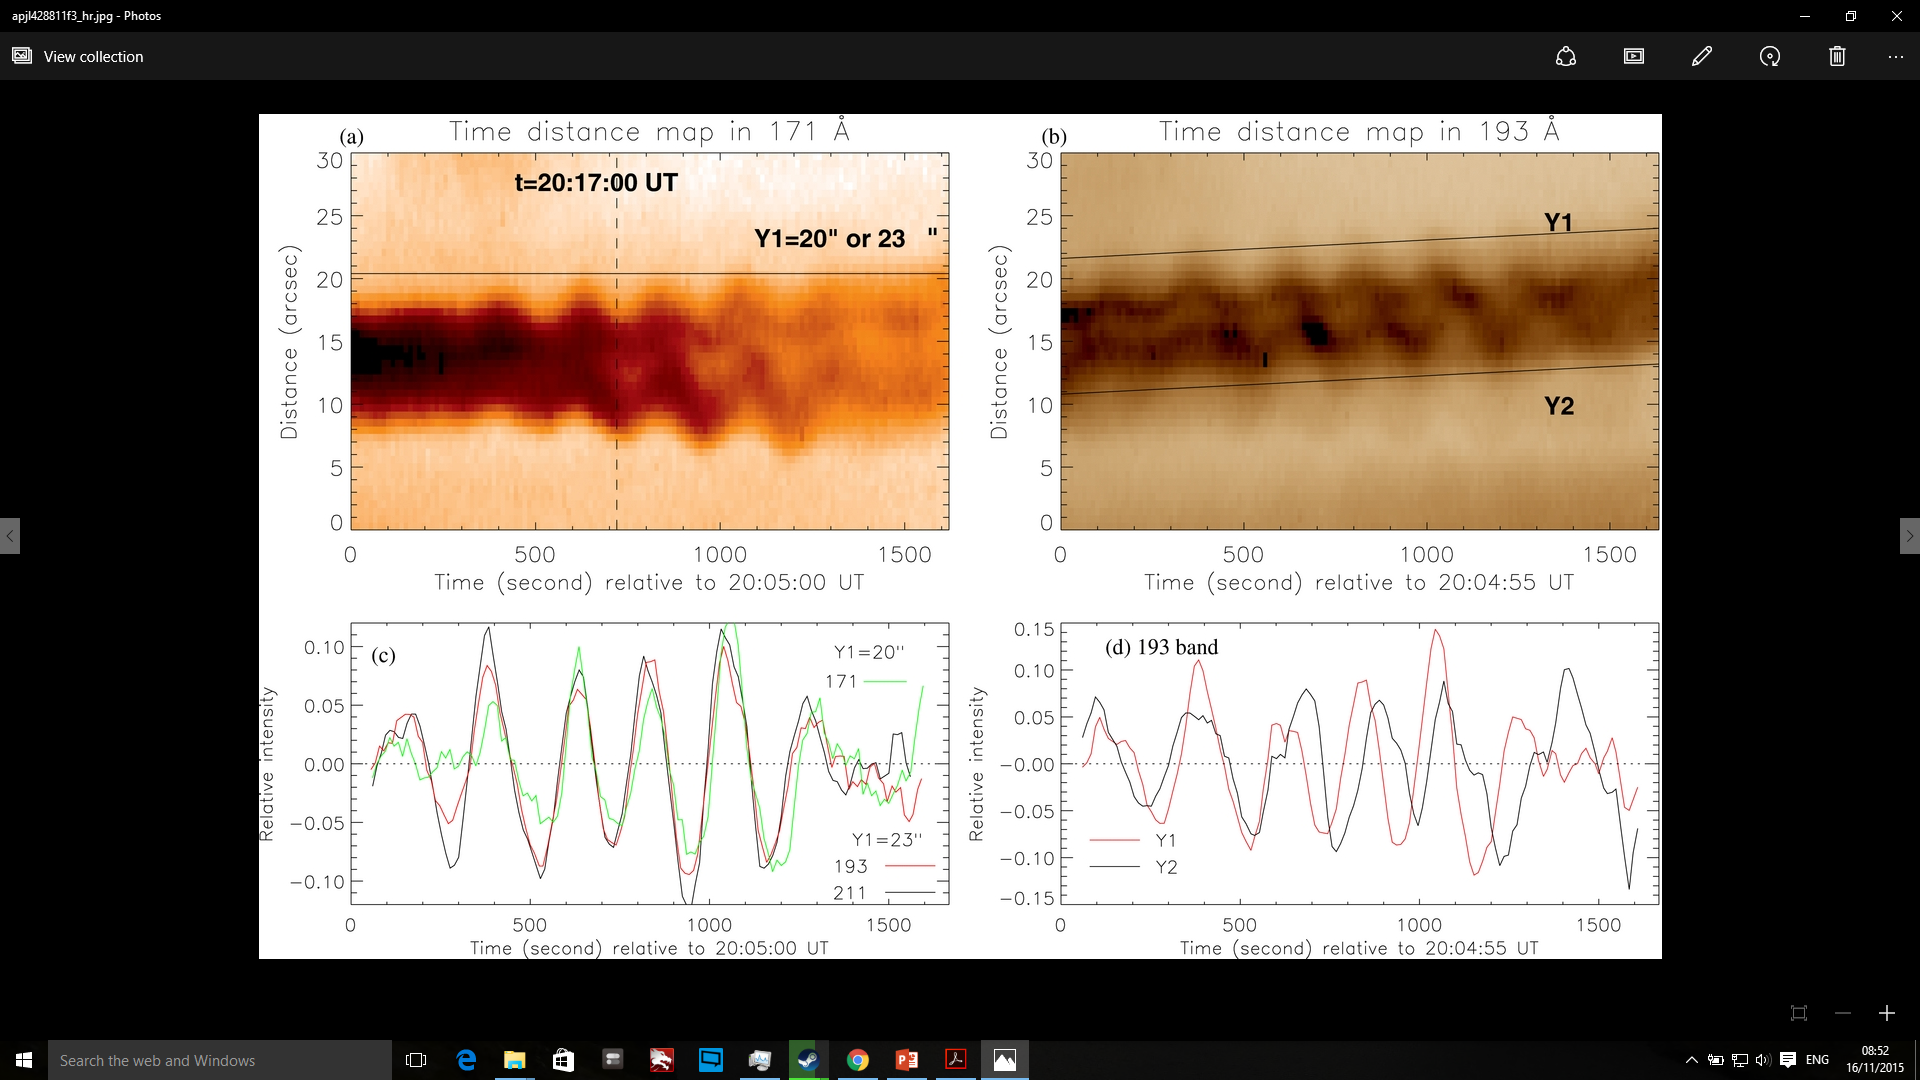 apjl428811f3_hr.jpg - Photos
View collection
(a)
Time distance map in 171 Å
30
25
20
15
10
5
0
Distance (arcsec)
t=20:17:00 UT
Y1=20" or 23 "
0 500 1000 1500
Time (second) relative to 20:05:00 UT
(b)
Time distance map in 193 Å
30
25
20
15
10
5
0
Distance (arcsec)
Y1
Y2
0 500 1000 1500
Time (second) relative to 20:04:55 UT
(c)
0.10
0.05
0.00
−0.05
−0.10
Relative intensity
Y1=20''
171
Y1=23''
193
211
0 500 1000 1500
Time (second) relative to 20:05:00 UT
(d) 193 band
0.15
0.10
0.05
−0.00
−0.05
−0.10
−0.15
Relative intensity
Y1
Y2
0 500 1000 1500
Time (second) relative to 20:04:55 UT
Search the web and Windows
ENG
08:52
16/11/2015